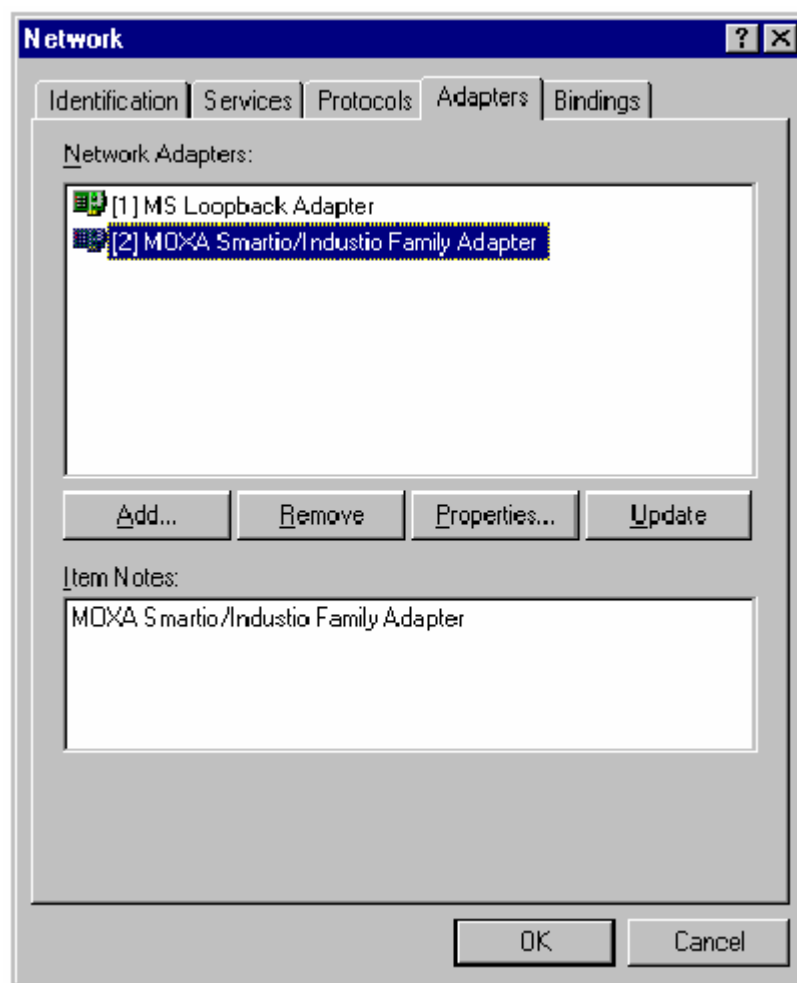 Network
Identification Services Protocols Adapters Bindings
Network Adapters:
[1] MS Loopback Adapter
[2] MOXA Smartio/Industio Family Adapter
Add... Remove Properties... Update
Item Notes:
MOXA Smartio/Industio Family Adapter
OK Cancel